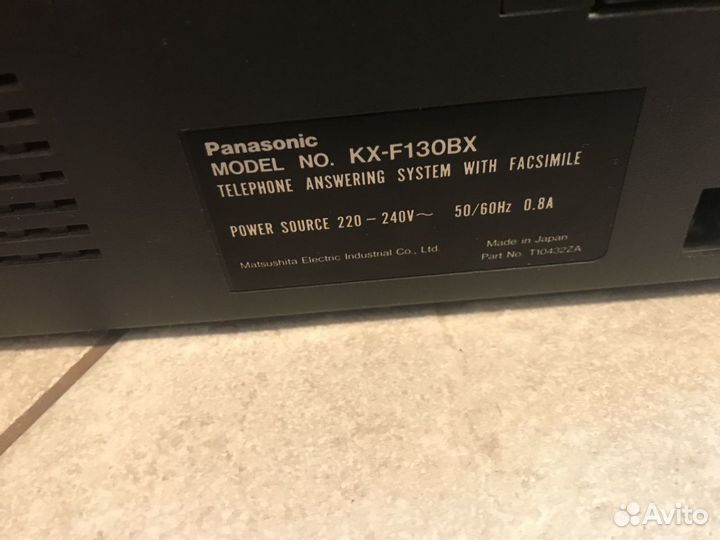 Panasonic
MODEL NO. KX-F130BX
TELEPHONE ANSWERING SYSTEM WITH FACSIMILE
POWER SOURCE 220-240V~ 50/60Hz 0.8A
Matsushita Electric Industrial Co., Ltd.
Made in Japan
Part No. T10432ZA
Avito